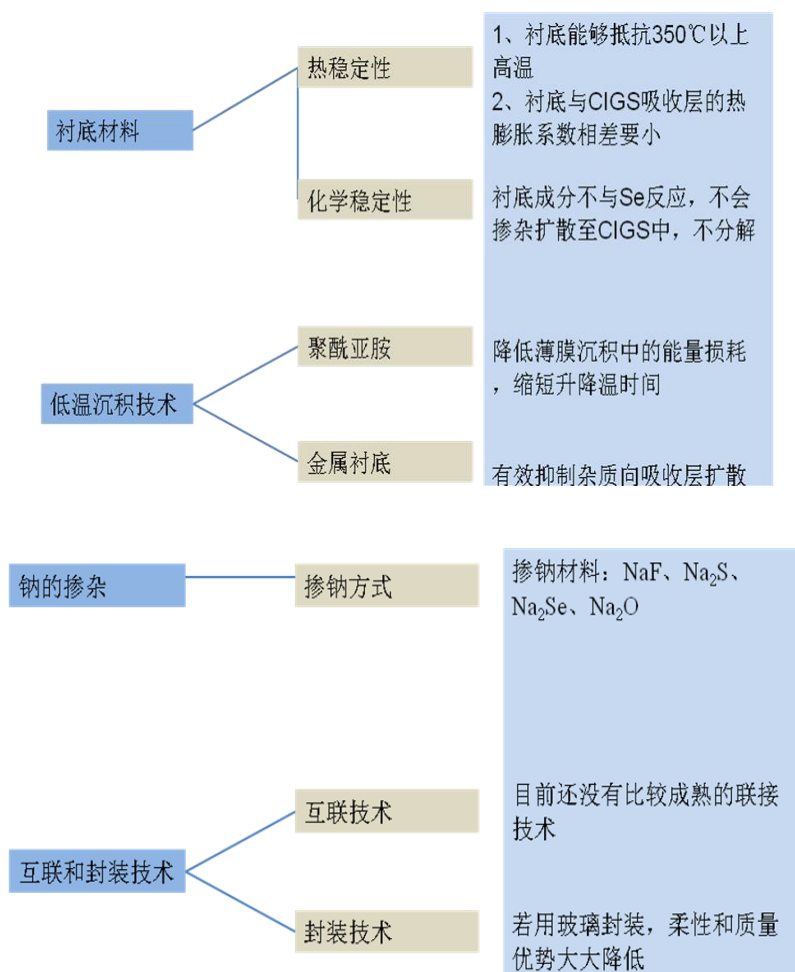 衬底材料
热稳定性
1、衬底能够抵抗350℃以上
高温
2、衬底与CIGS吸收层的热
膨胀系数相差要小
化学稳定性
衬底成分不与Se反应，不会
掺杂扩散至CIGS中，不分解
低温沉积技术
聚酰亚胺
降低薄膜沉积中的能量损耗
，缩短升降温时间
金属衬底
有效抑制杂质向吸收层扩散
钠的掺杂
掺钠方式
掺钠材料：NaF、Na₂S、
Na₂Se、Na₂O
互联和封装技术
互联技术
目前还没有比较成熟的联接
技术
封装技术
若用玻璃封装，柔性和质量
优势大大降低